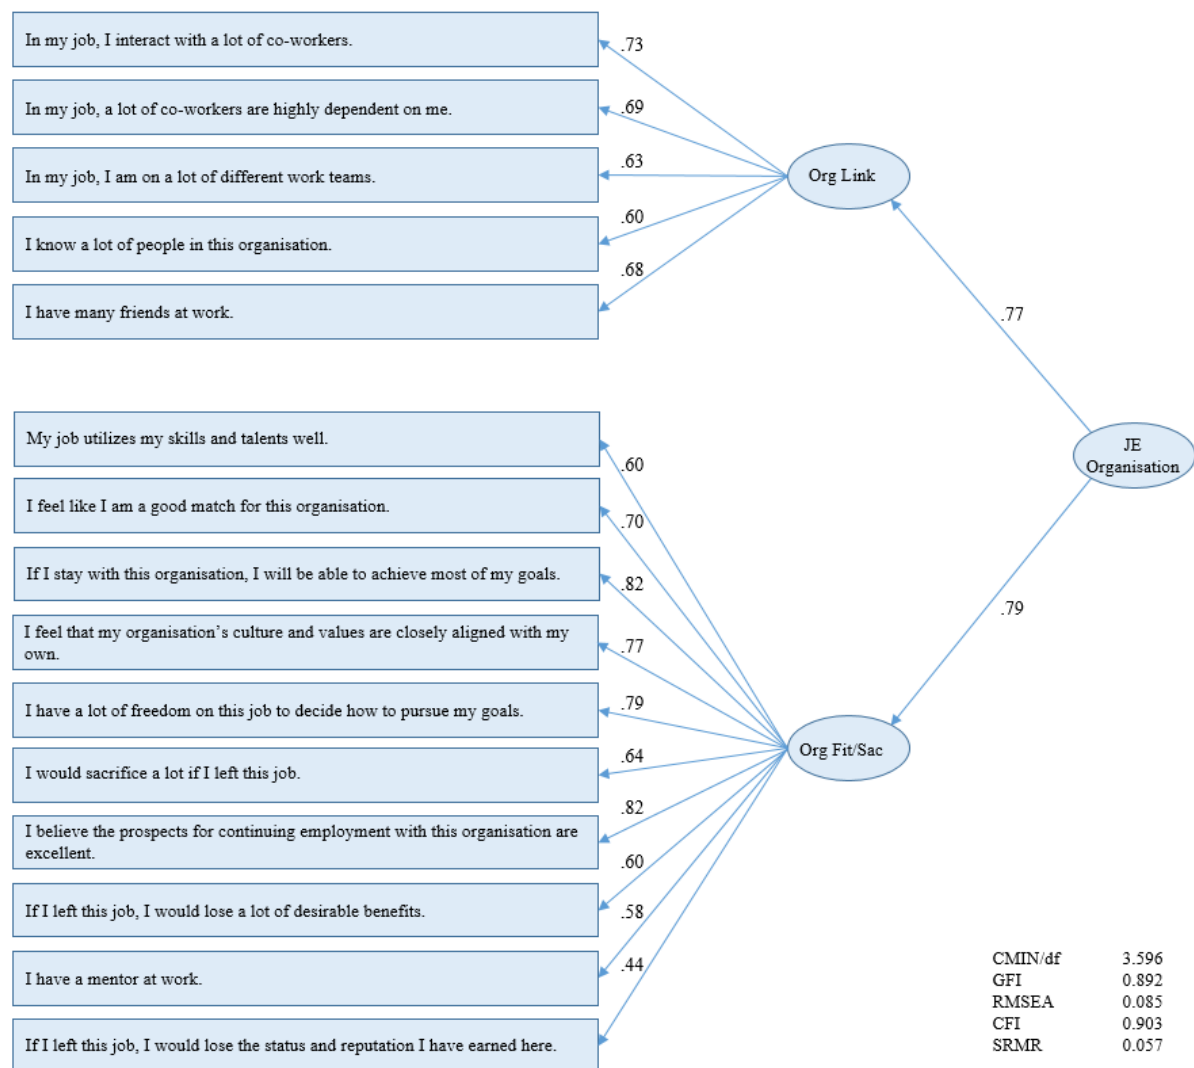 In my job, I interact with a lot of co-workers.
.73
In my job, a lot of co-workers are highly dependent on me.
.69
In my job, I am on a lot of different work teams.
.63
Org Link
I know a lot of people in this organisation.
.60
I have many friends at work.
.68
.77
My job utilizes my skills and talents well.
.60
JE
Organisation
I feel like I am a good match for this organisation.
.70
If I stay with this organisation, I will be able to achieve most of my goals.
.82
.79
I feel that my organisation’s culture and values are closely aligned with my
own.
.77
I have a lot of freedom on this job to decide how to pursue my goals.
.79
Org Fit/Sac
I would sacrifice a lot if I left this job.
.64
I believe the prospects for continuing employment with this organisation are
excellent.
.82
If I left this job, I would lose a lot of desirable benefits.
.60
I have a mentor at work.
.58
If I left this job, I would lose the status and reputation I have earned here.
.44
CMIN/df 3.596
GFI 0.892
RMSEA 0.085
CFI 0.903
SRMR 0.057